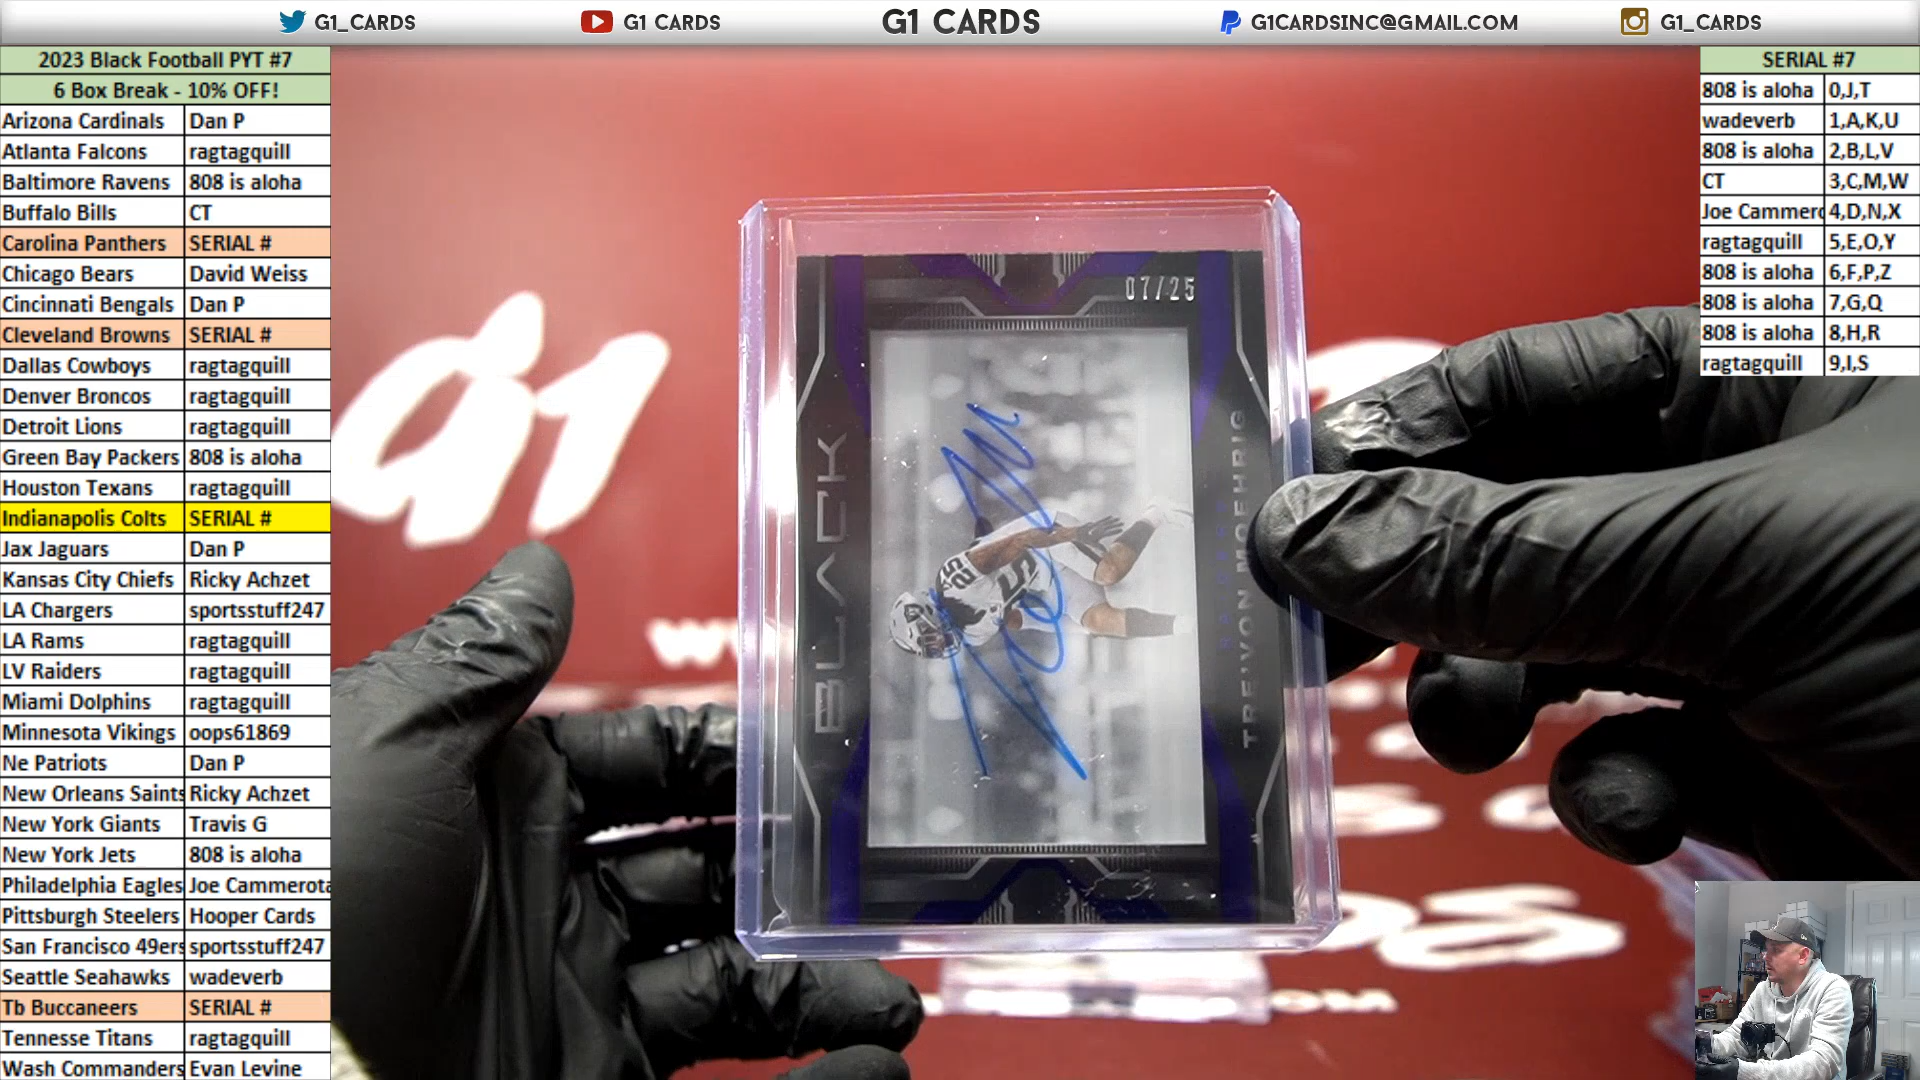 G1_CARDS
G1 CARDS
G1 CARDS
G1CARDSINC@GMAIL.COM
G1_CARDS
2023 Black Football PYT #7
6 Box Break - 10% OFF!
Arizona Cardinals Dan P
Atlanta Falcons ragtagquill
Baltimore Ravens 808 is aloha
Buffalo Bills CT
Carolina Panthers SERIAL #
Chicago Bears David Weiss
Cincinnati Bengals Dan P
Cleveland Browns SERIAL #
Dallas Cowboys ragtagquill
Denver Broncos ragtagquill
Detroit Lions ragtagquill
Green Bay Packers 808 is aloha
Houston Texans ragtagquill
Indianapolis Colts SERIAL #
Jax Jaguars Dan P
Kansas City Chiefs Ricky Achzet
LA Chargers sportsstuff247
LA Rams ragtagquill
LV Raiders ragtagquill
Miami Dolphins ragtagquill
Minnesota Vikings oops61869
Ne Patriots Dan P
New Orleans Saints Ricky Achzet
New York Giants Travis G
New York Jets 808 is aloha
Philadelphia Eagles Joe Cammerota
Pittsburgh Steelers Hooper Cards
San Francisco 49ers sportsstuff247
Seattle Seahawks wadeverb
Tb Buccaneers SERIAL #
Tennesse Titans ragtagquill
Wash Commanders Evan Levine
G1
07/25
BLACK
RAIDERS
TRE'VON MOEHRIG
25
SERIAL #7
808 is aloha 0,J,T
wadeverb 1,A,K,U
808 is aloha 2,B,L,V
CT 3,C,M,W
Joe Cammero 4,D,N,X
ragtagquill 5,E,O,Y
808 is aloha 6,F,P,Z
808 is aloha 7,G,Q
808 is aloha 8,H,R
ragtagquill 9,I,S